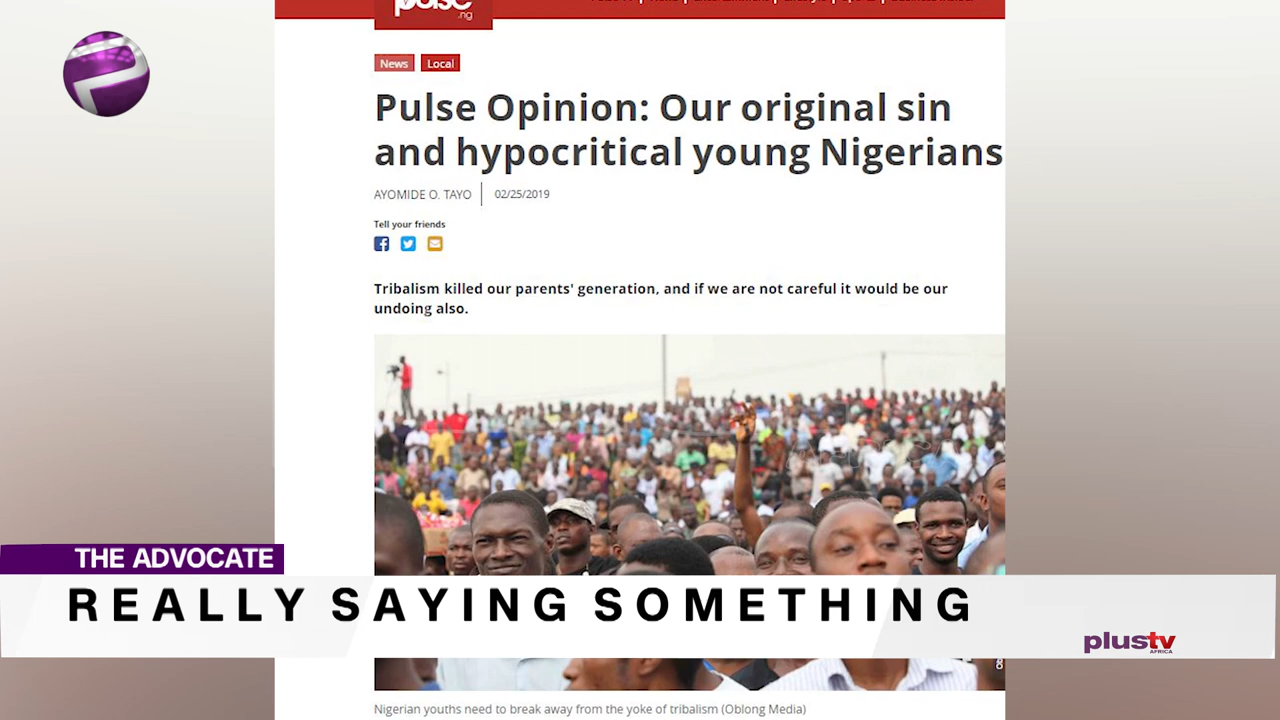 pulse
.ng
News
Local
Pulse Opinion: Our original sin
and hypocritical young Nigerians
AYOMIDE O. TAYO
02/25/2019
Tell your friends
Tribalism killed our parents' generation, and if we are not careful it would be our
undoing also.
THE ADVOCATE
REALLY SAYING SOMETHING
plustv
AFRICA
Nigerian youths need to break away from the yoke of tribalism (Oblong Media)